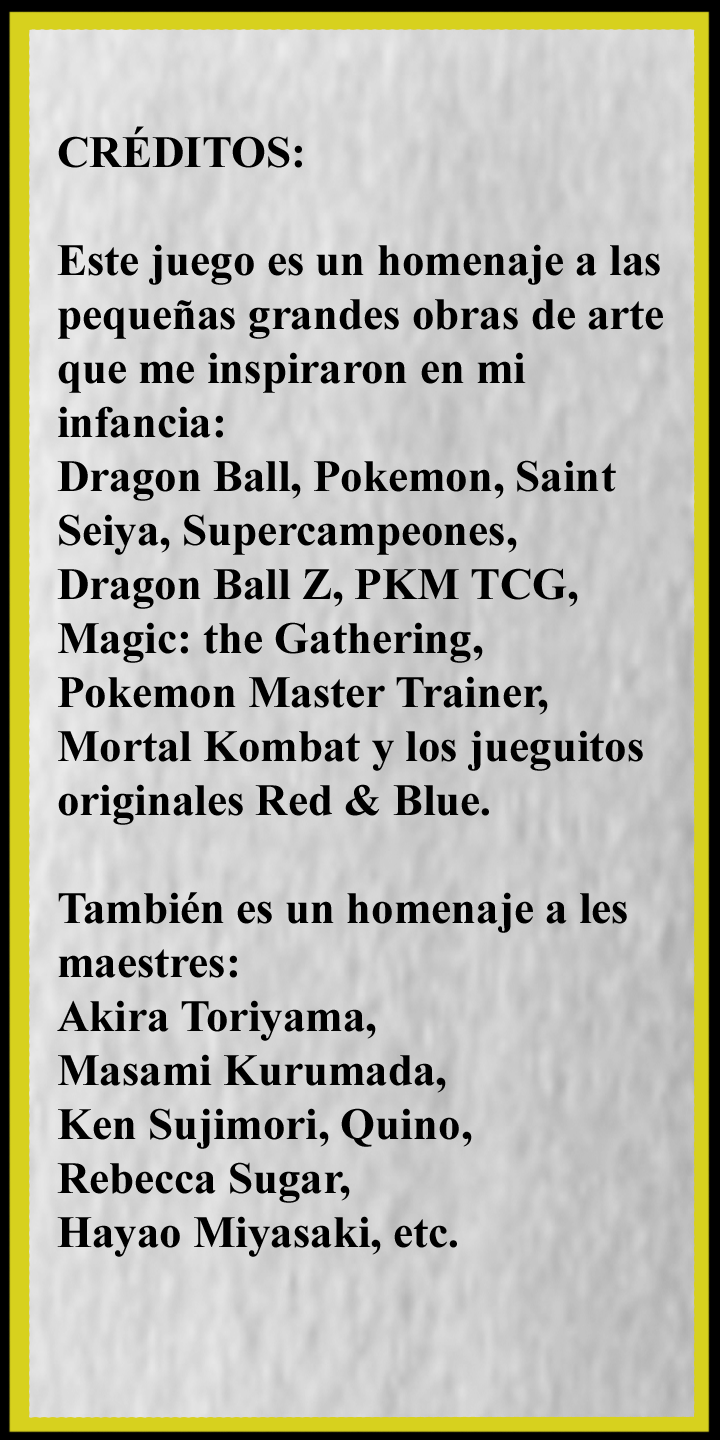 CRÉDITOS:
Este juego es un homenaje a las
pequeñas grandes obras de arte
que me inspiraron en mi
infancia:
Dragon Ball, Pokemon, Saint
Seiya, Supercampeones,
Dragon Ball Z, PKM TCG,
Magic: the Gathering,
Pokemon Master Trainer,
Mortal Kombat y los jueguitos
originales Red & Blue.
También es un homenaje a les
maestres:
Akira Toriyama,
Masami Kurumada,
Ken Sujimori, Quino,
Rebecca Sugar,
Hayao Miyasaki, etc.